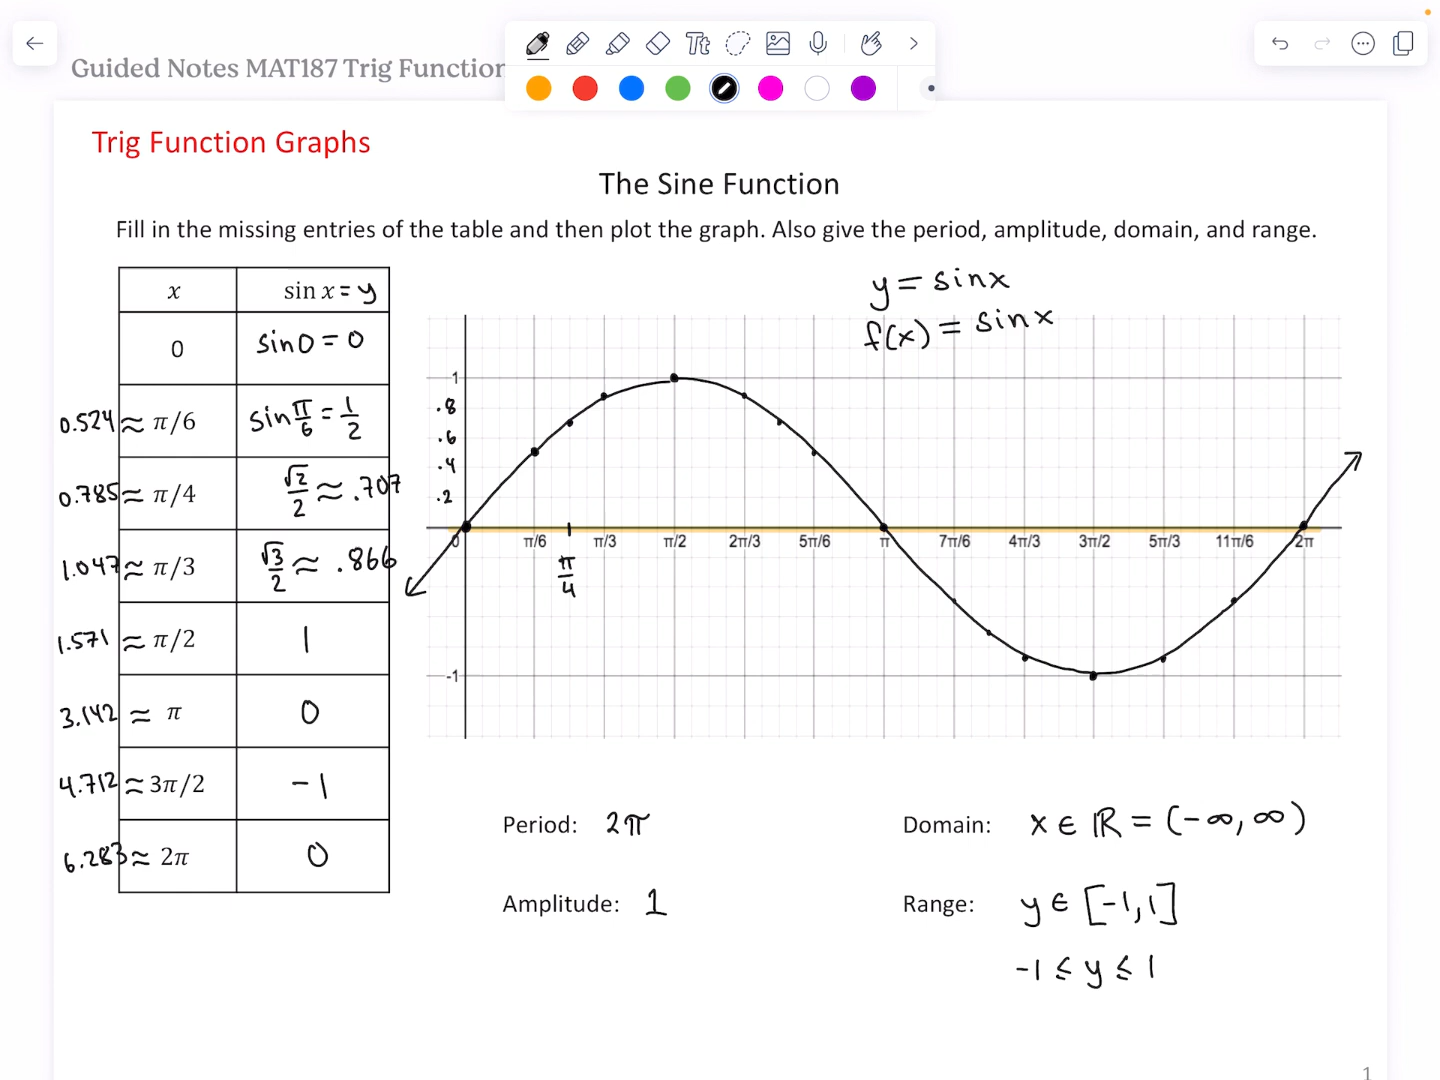 Guided Notes MAT187 Trig Function
Tt
Trig Function Graphs
The Sine Function
Fill in the missing entries of the table and then plot the graph. Also give the period, amplitude, domain, and range.
x sin x = y
0 sin0 = 0
0.524 ≈ π/6 sin π/6 = 1/2
0.785 ≈ π/4 √2/2 ≈ .707
1.047 ≈ π/3 √3/2 ≈ .866
1.571 ≈ π/2 1
3.142 ≈ π 0
4.712 ≈ 3π/2 -1
6.283 ≈ 2π 0
y = sinx
f(x) = sinx
1
.8
.6
.4
.2
0 π/6 π/3 π/2 2π/3 5π/6 π 7π/6 4π/3 3π/2 5π/3 11π/6 2π
π/4
-1
Period: 2π
Domain: x ∈ ℝ = (-∞, ∞)
Amplitude: 1
Range: y ∈ [-1, 1]
-1 ≤ y ≤ 1
1